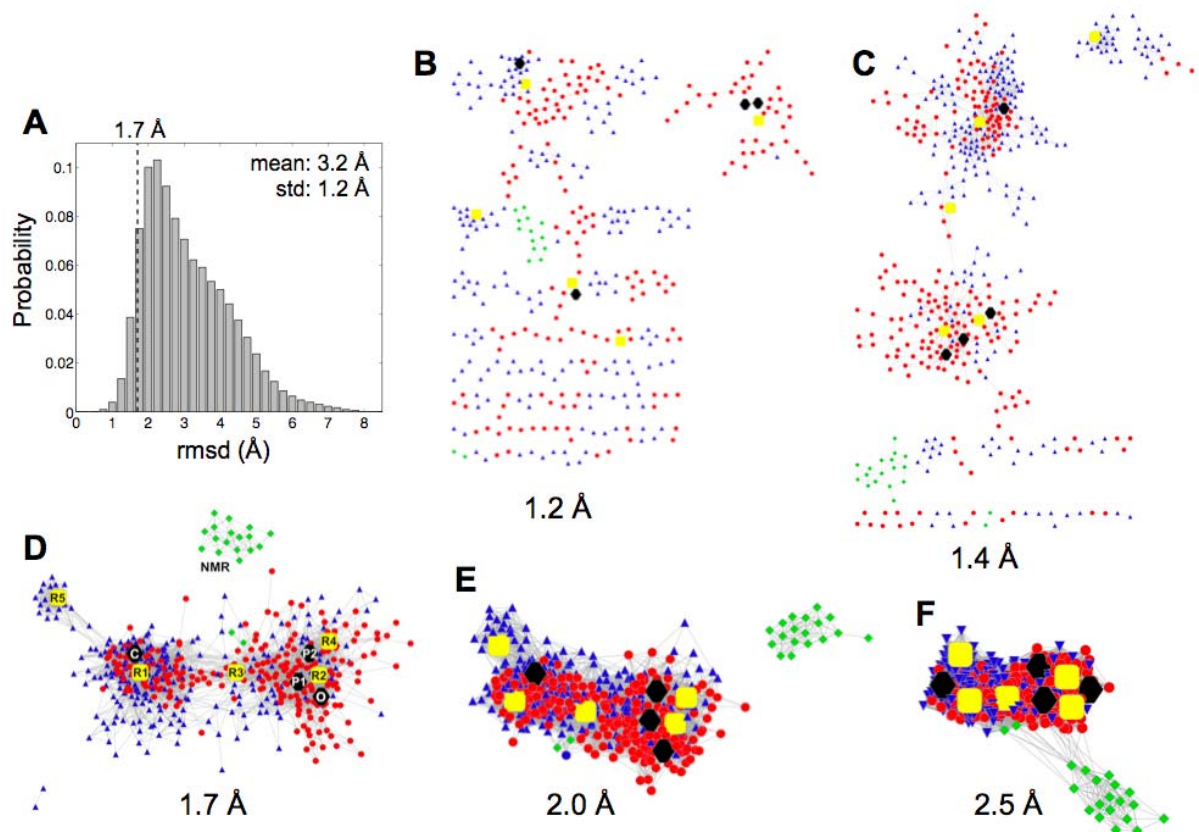 A
1.7 Å
mean: 3.2 Å
std: 1.2 Å
0.1
0.08
0.06
0.04
0.02
0
Probability
0 1 2 3 4 5 6 7 8
rmsd (Å)
B
1.2 Å
C
1.4 Å
D
NMR
R5
C
R1
R3
P2
R4
P1
R2
O
1.7 Å
E
2.0 Å
F
2.5 Å